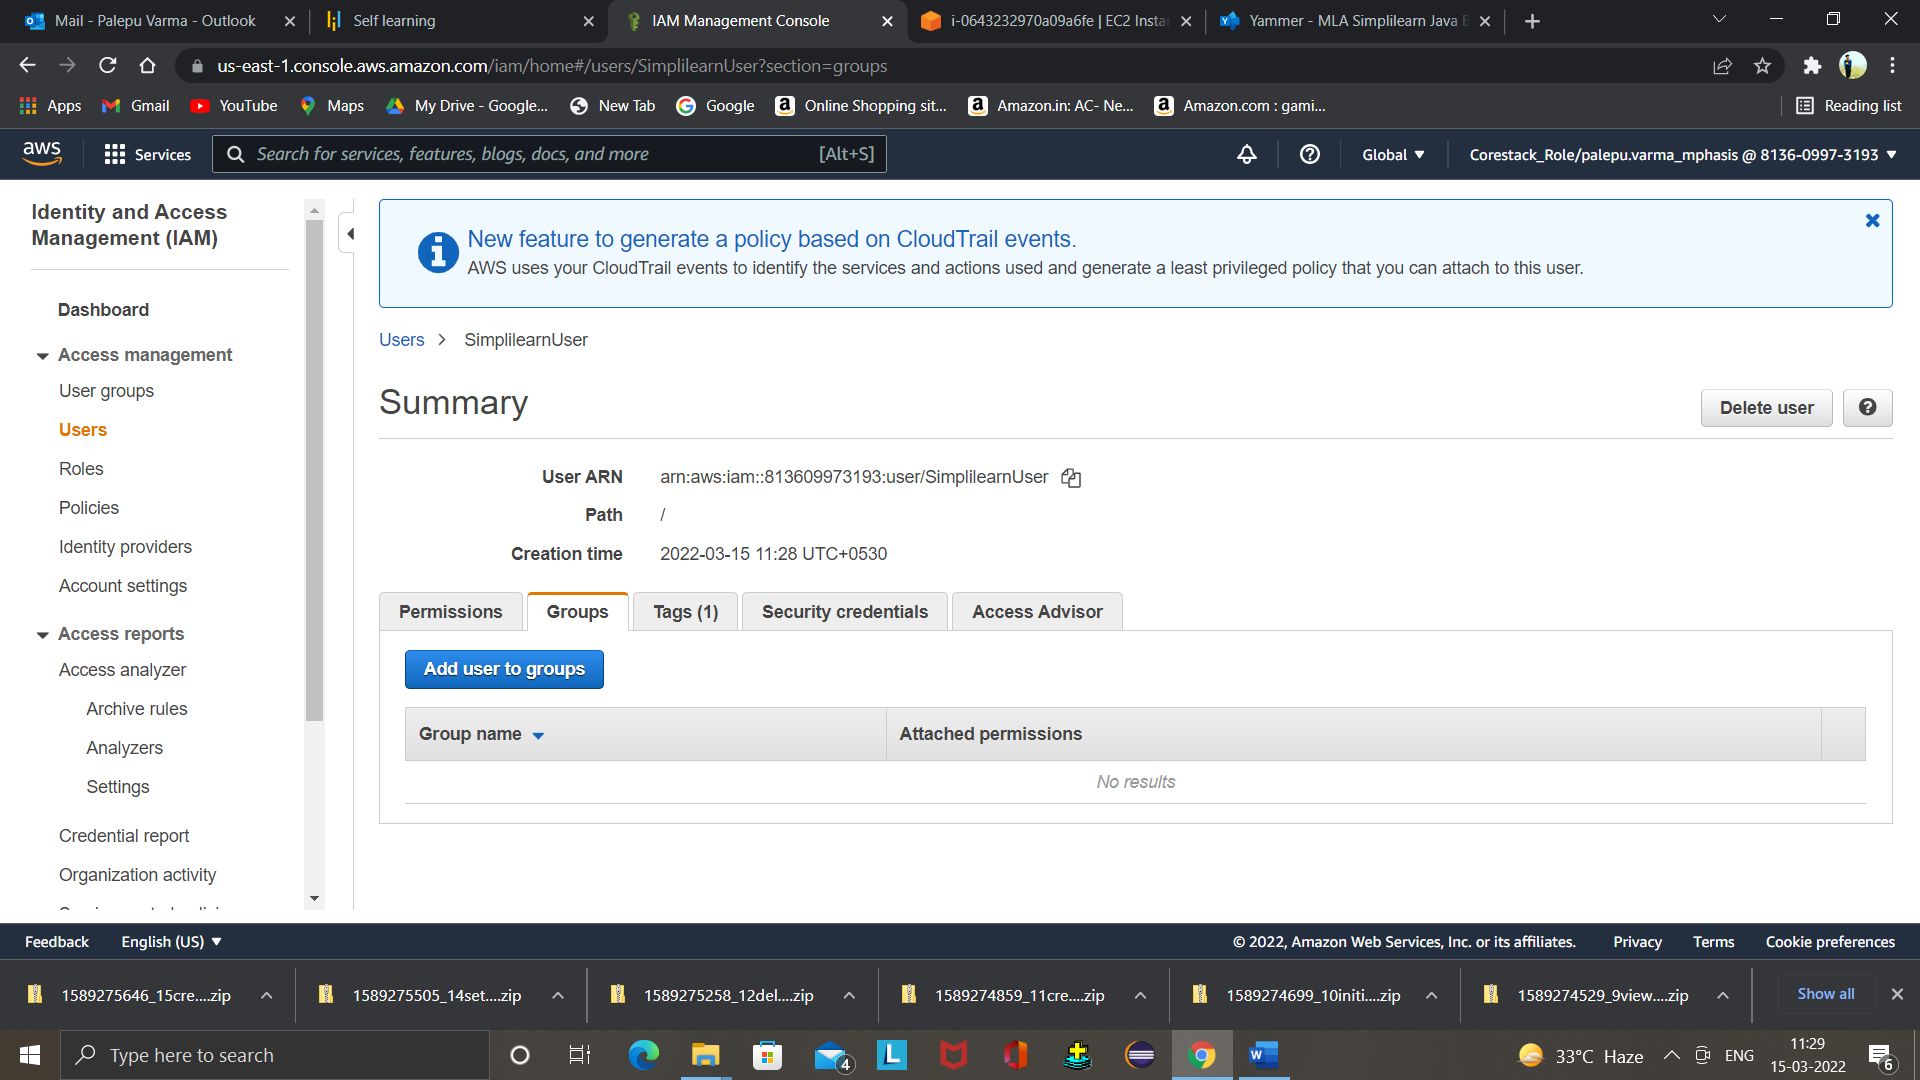 Mail - Palepu Varma - Outlook
Self learning
IAM Management Console
i-0643232970a09a6fe | EC2 Insta
Yammer - MLA Simplilearn Java
us-east-1.console.aws.amazon.com/iam/home#/users/SimplilearnUser?section=groups
Apps
Gmail
YouTube
Maps
My Drive - Google...
New Tab
Google
Online Shopping sit...
Amazon.in: AC- Ne...
Amazon.com : gami...
Reading list
aws
Services
Search for services, features, blogs, docs, and more
[Alt+S]
Global
Corestack_Role/palepu.varma_mphasis @ 8136-0997-3193
Identity and Access
Management (IAM)
Dashboard
Access management
User groups
Users
Roles
Policies
Identity providers
Account settings
Access reports
Access analyzer
Archive rules
Analyzers
Settings
Credential report
Organization activity
New feature to generate a policy based on CloudTrail events.
AWS uses your CloudTrail events to identify the services and actions used and generate a least privileged policy that you can attach to this user.
Users > SimplilearnUser
Summary
Delete user
User ARN arn:aws:iam::813609973193:user/SimplilearnUser
Path /
Creation time 2022-03-15 11:28 UTC+0530
Permissions
Groups
Tags (1)
Security credentials
Access Advisor
Add user to groups
Group name
Attached permissions
No results
Feedback
English (US)
© 2022, Amazon Web Services, Inc. or its affiliates.
Privacy
Terms
Cookie preferences
1589275646_15cre....zip
1589275505_14set....zip
1589275258_12del....zip
1589274859_11cre....zip
1589274699_10initi....zip
1589274529_9view....zip
Show all
Type here to search
4
L
W
33°C Haze
ENG
11:29
15-03-2022
6